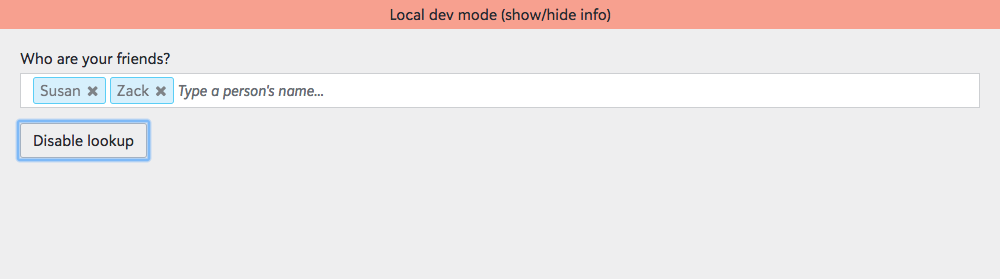 Local dev mode (show/hide info)
Who are your friends?
Susan ✖ Zack ✖ Type a person's name...
Disable lookup